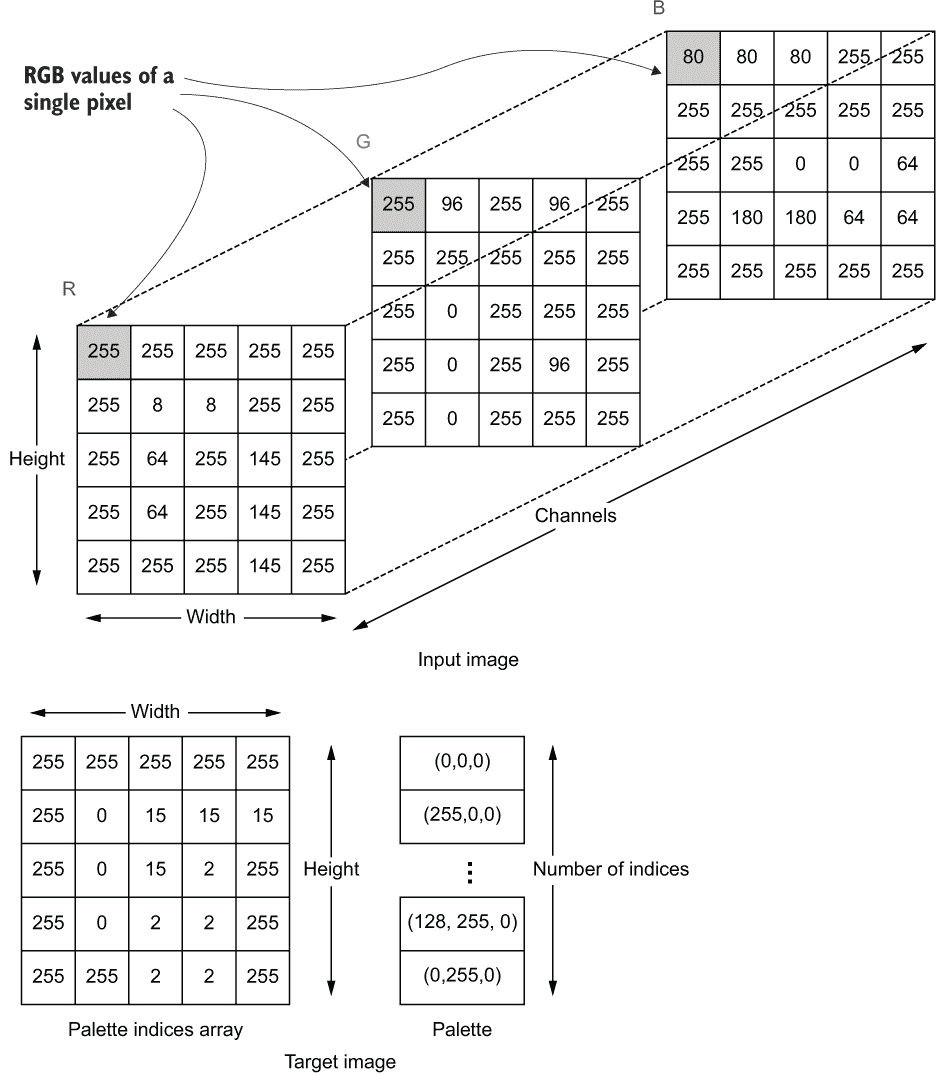 B
80 80 80 255 255
255 255 255 255 255
255 255 0 0 64
255 180 180 64 64
255 255 255 255 255
RGB values of a
single pixel
G
255 96 255 96 255
255 255 255 255 255
255 0 255 255 255
255 0 255 96 255
255 0 255 255 255
R
255 255 255 255 255
255 8 8 255 255
255 64 255 145 255
255 64 255 145 255
255 255 255 145 255
Height
Width
Channels
Input image
Width
255 255 255 255 255
255 0 15 15 15
255 0 15 2 255
255 0 2 2 255
255 255 2 2 255
Height
(0,0,0)
(255,0,0)
(128, 255, 0)
(0,255,0)
Number of indices
Palette indices array
Palette
Target image